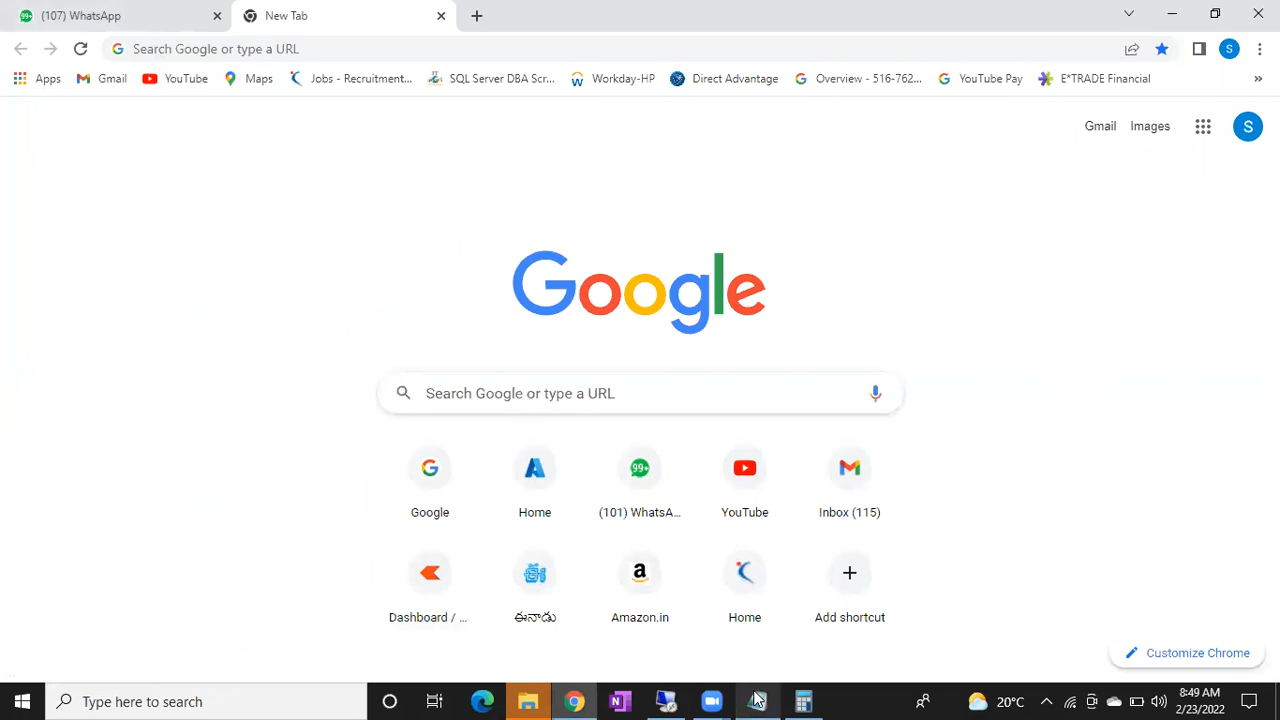 (107) WhatsApp
New Tab
Search Google or type a URL
S
Apps
Gmail
YouTube
Maps
Jobs - Recruitment...
SQL Server DBA Scr...
Workday-HP
Direct Advantage
Overview - 516-762...
YouTube Pay
E*TRADE Financial
»
Gmail
Images
S
Google
Search Google or type a URL
99+
Google
Home
(101) WhatsA...
YouTube
Inbox (115)
Dashboard / ...
ఈనాడు
Amazon.in
Home
Add shortcut
Customize Chrome
Type here to search
20°C
8:49 AM
2/23/2022